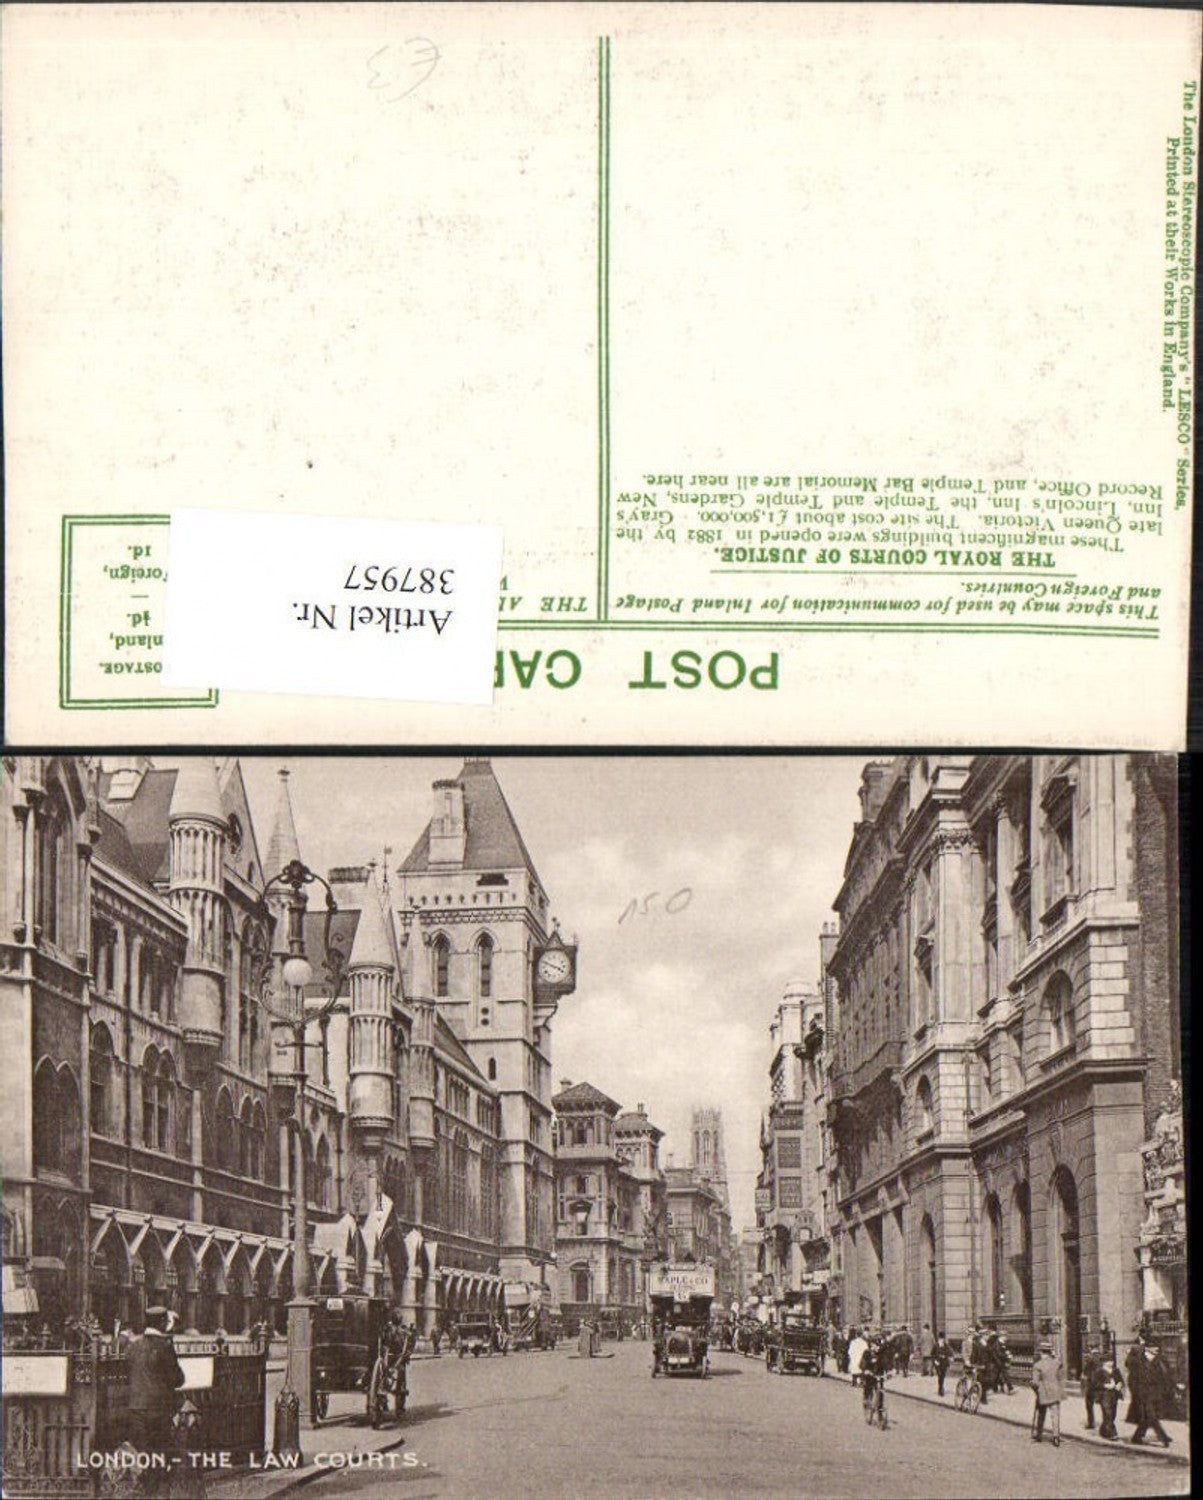 POST CAR
THE AD
This space may be used for communication for Inland Postage
and Foreign Countries.
THE ROYAL COURTS OF JUSTICE.
These magnificent buildings were opened in 1882 by the
late Queen Victoria. The site cost about £1,500,000. Gray's
Inn, Lincoln's Inn, the Temple and Temple Gardens, New
Record Office, and Temple Bar Memorial are all near here.
OSTAGE.
nland,
½d.
—
oreign,
1d.
Artikel Nr.
387957
The London Stereoscopic Company's "LESCO" Series.
Printed at their Works in England.
£3
150
MAPLE & CO
LONDON,- THE LAW COURTS.